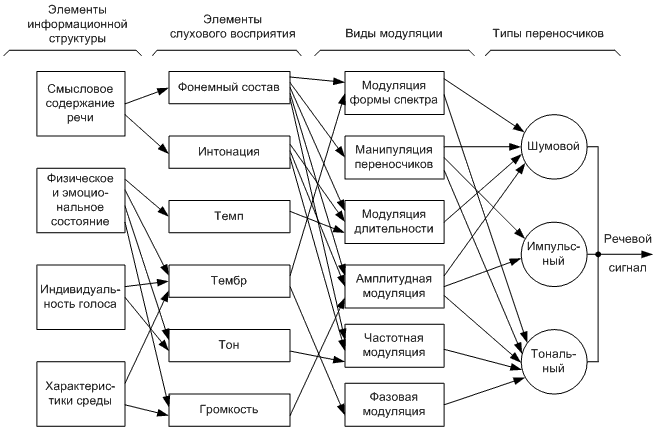 Элементы
информационной
структуры
Элементы
слухового восприятия
Виды модуляции
Типы переносчиков
Смысловое
содержание
речи
Физическое
и эмоцио-
нальное
состояние
Индивидуаль-
ность голоса
Характерис-
тики среды
Фонемный состав
Интонация
Темп
Тембр
Тон
Громкость
Модуляция
формы спектра
Манипуляция
переносчиков
Модуляция
длительности
Амплитудная
модуляция
Частотная
модуляция
Фазовая
модуляция
Шумовой
Импульс-
ный
Тональ-
ный
Речевой
сигнал